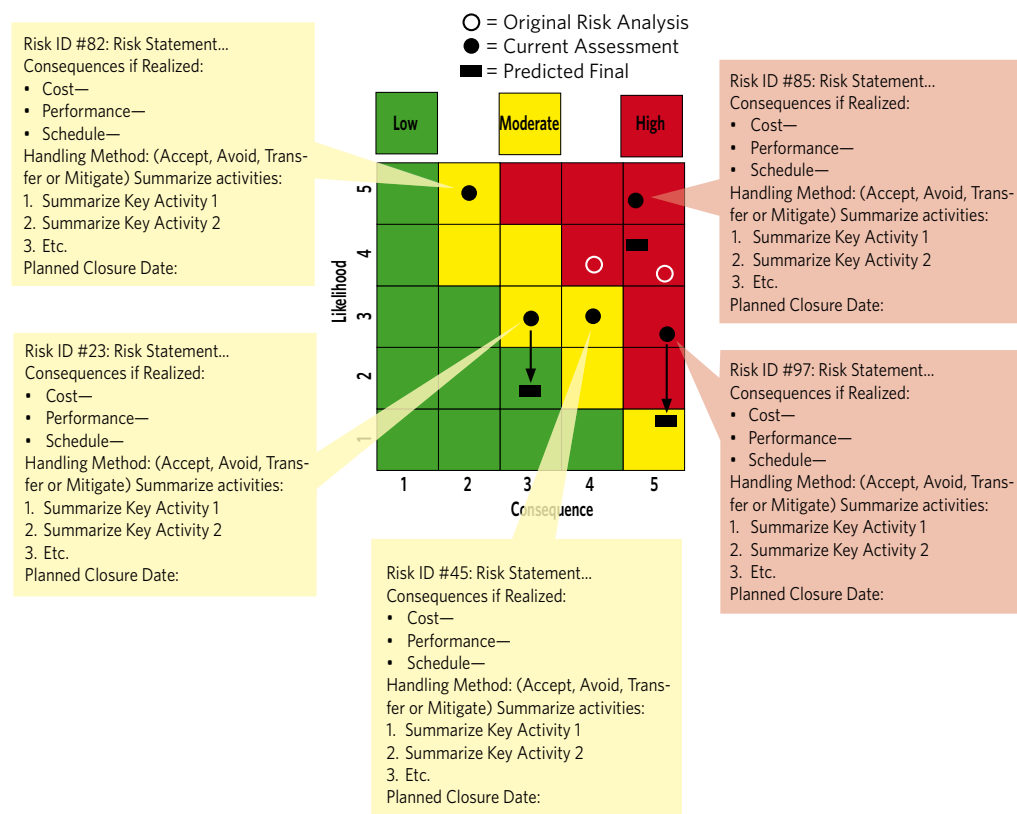 = Original Risk Analysis
= Current Assessment
= Predicted Final
Risk ID #82: Risk Statement...
Consequences if Realized:
• Cost—
• Performance—
• Schedule—
Handling Method: (Accept, Avoid, Trans-
fer or Mitigate) Summarize activities:
1. Summarize Key Activity 1
2. Summarize Key Activity 2
3. Etc.
Planned Closure Date:
Risk ID #23: Risk Statement...
Consequences if Realized:
• Cost—
• Performance—
• Schedule—
Handling Method: (Accept, Avoid, Trans-
fer or Mitigate) Summarize activities:
1. Summarize Key Activity 1
2. Summarize Key Activity 2
3. Etc.
Planned Closure Date:
Low Moderate High
Likelihood
5
4
3
2
1
1 2 3 4 5
Consequence
Risk ID #45: Risk Statement...
Consequences if Realized:
• Cost—
• Performance—
• Schedule—
Handling Method: (Accept, Avoid, Trans-
fer or Mitigate) Summarize activities:
1. Summarize Key Activity 1
2. Summarize Key Activity 2
3. Etc.
Planned Closure Date:
Risk ID #85: Risk Statement...
Consequences if Realized:
• Cost—
• Performance—
• Schedule—
Handling Method: (Accept, Avoid, Trans-
fer or Mitigate) Summarize activities:
1. Summarize Key Activity 1
2. Summarize Key Activity 2
3. Etc.
Planned Closure Date:
Risk ID #97: Risk Statement...
Consequences if Realized:
• Cost—
• Performance—
• Schedule—
Handling Method: (Accept, Avoid, Trans-
fer or Mitigate) Summarize activities:
1. Summarize Key Activity 1
2. Summarize Key Activity 2
3. Etc.
Planned Closure Date: